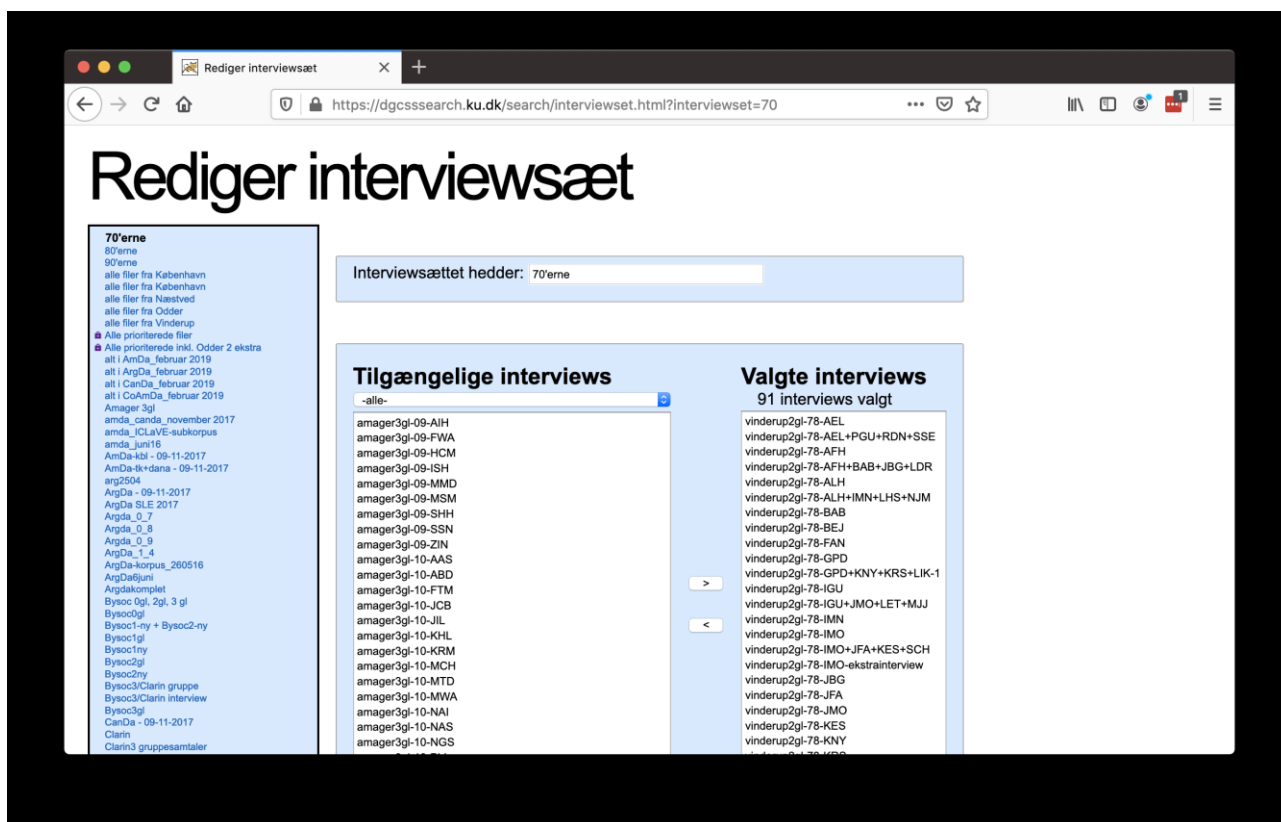 Rediger interviewsæt
https://dgcsssearch.ku.dk/search/interviewset.html?interviewset=70
1
Rediger interviewsæt
70'erne
80'erne
90'erne
alle filer fra København
alle filer fra København
alle filer fra Næstved
alle filer fra Odder
alle filer fra Vinderup
Alle prioriterede filer
Alle prioriterede inkl. Odder 2 ekstra
alt i AmDa_februar 2019
alt i ArgDa_februar 2019
alt i CanDa_februar 2019
alt i CoAmDa_februar 2019
Amager 3gl
amda_canda_november 2017
amda_ICLaVE-subkorpus
amda_juni16
AmDa-kbl - 09-11-2017
AmDa-tk+dana - 09-11-2017
arg2504
ArgDa - 09-11-2017
ArgDa SLE 2017
Argda_0_7
Argda_0_8
Argda_0_9
ArgDa_1_4
ArgDa-korpus_260516
ArgDa6juni
Argdakomplet
Bysoc 0gl, 2gl, 3 gl
Bysoc0gl
Bysoc1-ny + Bysoc2-ny
Bysoc1gl
Bysoc1ny
Bysoc2gl
Bysoc2ny
Bysoc3/Clarin gruppe
Bysoc3/Clarin interview
Bysoc3gl
CanDa - 09-11-2017
Clarin
Clarin3 gruppesamtaler
Interviewsættet hedder: 70'erne
Tilgængelige interviews
-alle-
amager3gl-09-AIH
amager3gl-09-FWA
amager3gl-09-HCM
amager3gl-09-ISH
amager3gl-09-MMD
amager3gl-09-MSM
amager3gl-09-SHH
amager3gl-09-SSN
amager3gl-09-ZIN
amager3gl-10-AAS
amager3gl-10-ABD
amager3gl-10-FTM
amager3gl-10-JCB
amager3gl-10-JIL
amager3gl-10-KHL
amager3gl-10-KRM
amager3gl-10-MCH
amager3gl-10-MTD
amager3gl-10-MWA
amager3gl-10-NAI
amager3gl-10-NAS
amager3gl-10-NGS
>
<
Valgte interviews
91 interviews valgt
vinderup2gl-78-AEL
vinderup2gl-78-AEL+PGU+RDN+SSE
vinderup2gl-78-AFH
vinderup2gl-78-AFH+BAB+JBG+LDR
vinderup2gl-78-ALH
vinderup2gl-78-ALH+IMN+LHS+NJM
vinderup2gl-78-BAB
vinderup2gl-78-BEJ
vinderup2gl-78-FAN
vinderup2gl-78-GPD
vinderup2gl-78-GPD+KNY+KRS+LIK-1
vinderup2gl-78-IGU
vinderup2gl-78-IGU+JMO+LET+MJJ
vinderup2gl-78-IMN
vinderup2gl-78-IMO
vinderup2gl-78-IMO+JFA+KES+SCH
vinderup2gl-78-IMO-ekstrainterview
vinderup2gl-78-JBG
vinderup2gl-78-JFA
vinderup2gl-78-JMO
vinderup2gl-78-KES
vinderup2gl-78-KNY